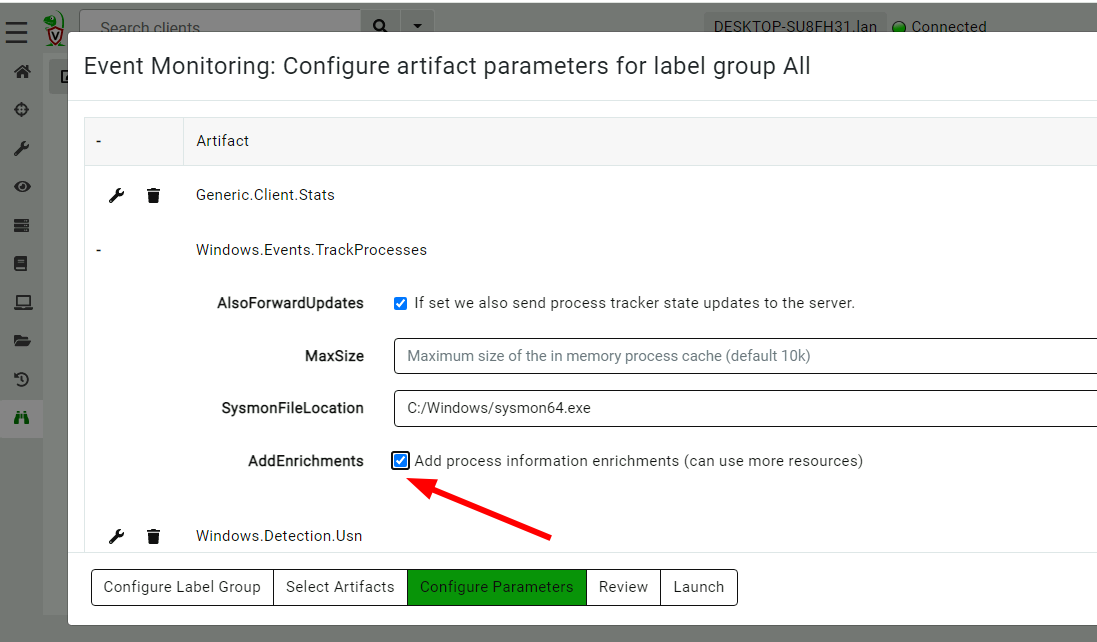 Search clients
DESKTOP-SU8FH31.lan Connected
Event Monitoring: Configure artifact parameters for label group All
- Artifact
Generic.Client.Stats
- Windows.Events.TrackProcesses
AlsoForwardUpdates If set we also send process tracker state updates to the server.
MaxSize Maximum size of the in memory process cache (default 10k)
SysmonFileLocation C:/Windows/sysmon64.exe
AddEnrichments Add process information enrichments (can use more resources)
Windows.Detection.Usn
Configure Label Group Select Artifacts Configure Parameters Review Launch